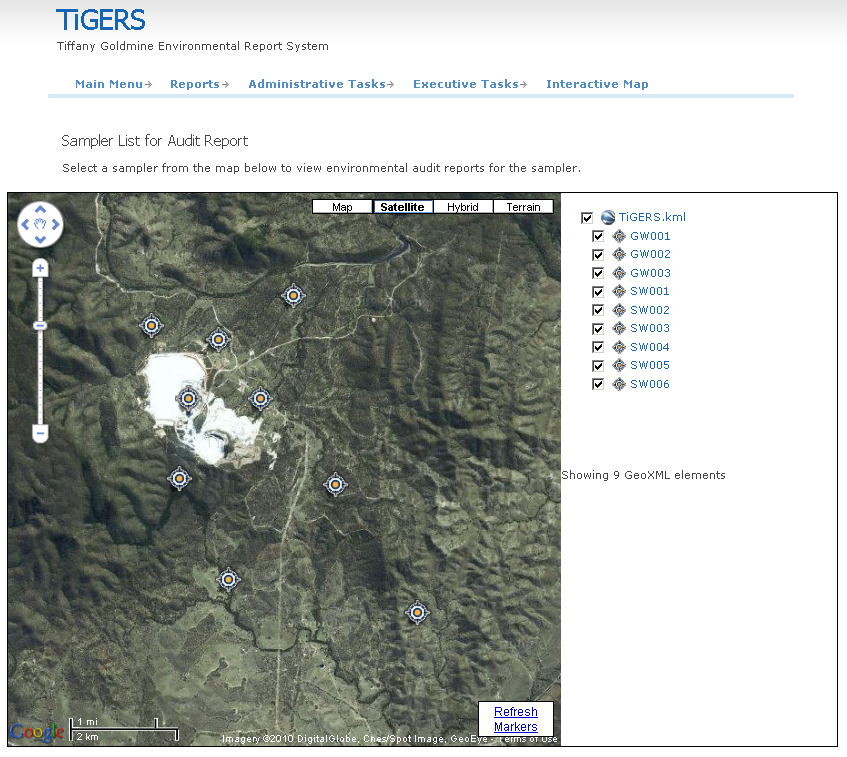 TiGERS
Tiffany Goldmine Environmental Report System
Main Menu Reports Administrative Tasks Executive Tasks Interactive Map
Sampler List for Audit Report
Select a sampler from the map below to view environmental audit reports for the sampler.
Map Satellite Hybrid Terrain
TiGERS.kml
GW001
GW002
GW003
SW001
SW002
SW003
SW004
SW005
SW006
Showing 9 GeoXML elements
Refresh
Markers
Google
1 mi
2 km
Imagery ©2010 DigitalGlobe, Cnes/Spot Image, GeoEye - Terms of Use